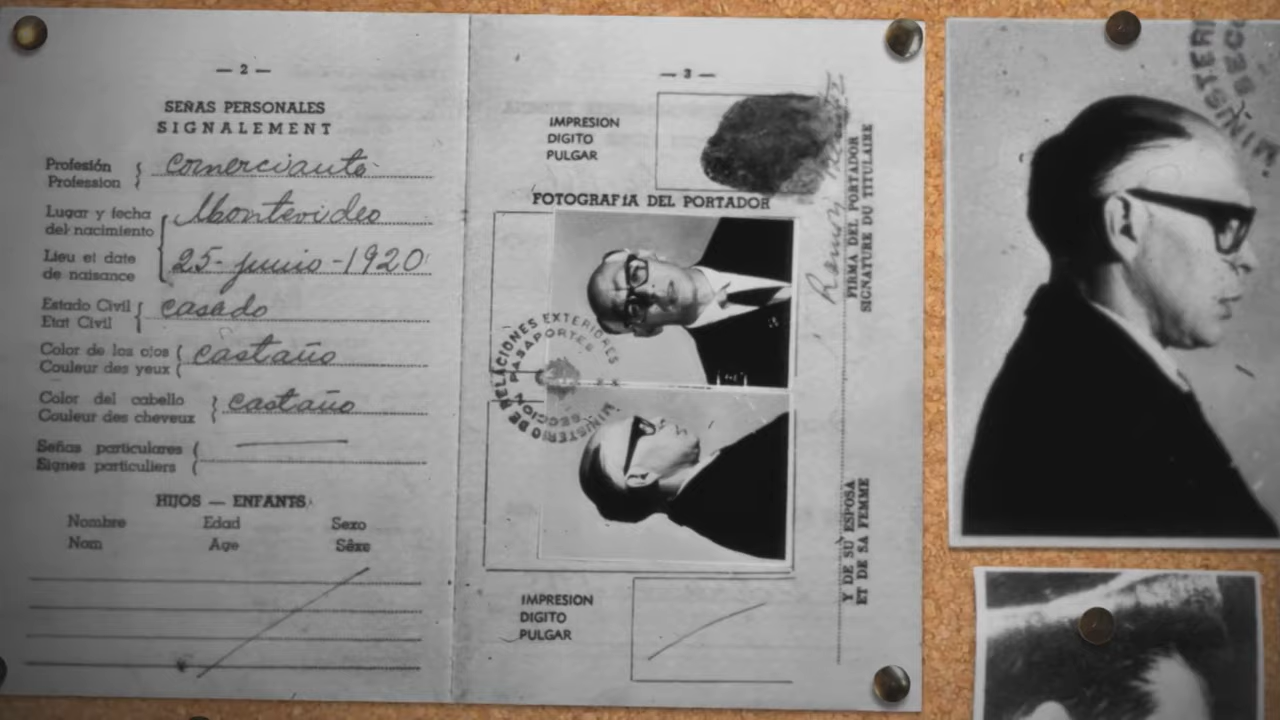 — 2 —
SEÑAS PERSONALES
SIGNALEMENT
Profesión { comerciante
Profession
Lugar y fecha { Montevideo
del nacimiento
Lieu et date 25-junio-1920
de naisance
Estado Civil { casado
Etat Civil
Color de los ojos { castaño
Couleur des yeux
Color del cabello { castaño
Couleur des cheveux
Señas particulares {
Signes particuliers
HIJOS — ENFANTS
Nombre Edad Sexo
Nom Age Sêxe
— 3 —
IMPRESION
DIGITO
PULGAR
FOTOGRAFIA DEL PORTADOR
MINISTERIO DE RELACIONES EXTERIORES
SECCION PASAPORTES
FIRMA DEL PORTADOR
SIGNATURE DU TITULAIRE
Y DE SU ESPOSA
ET DE SA FEMME
IMPRESION
DIGITO
PULGAR